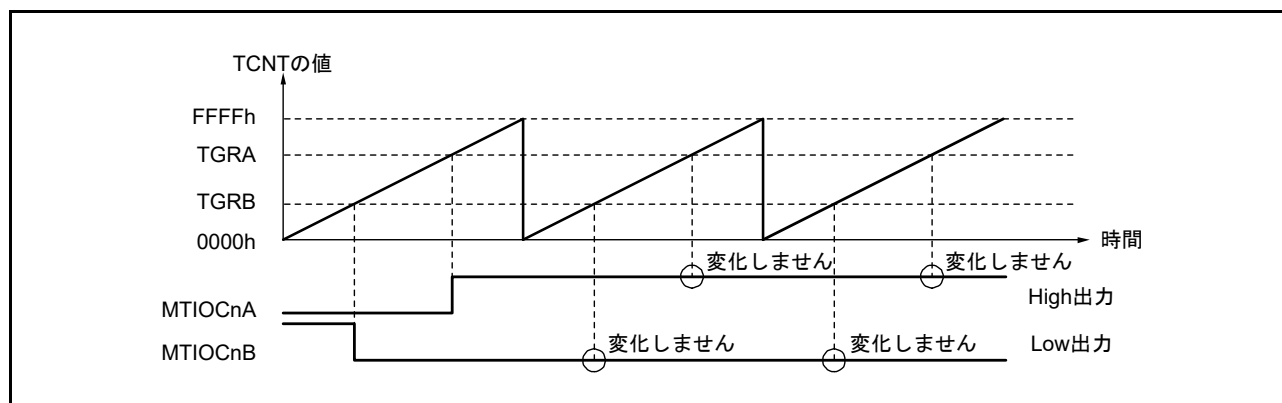 TCNTの値
FFFFh
TGRA
TGRB
0000h
時間
変化しません 変化しません
MTIOCnA
High出力
MTIOCnB
変化しません 変化しません
Low出力